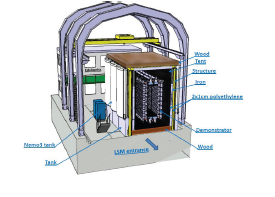 Wood
Tent
Structure
Iron
2x1cm polyethylene
Demonstrator
Wood
Nemo3 tank
LSM entrance
Tank